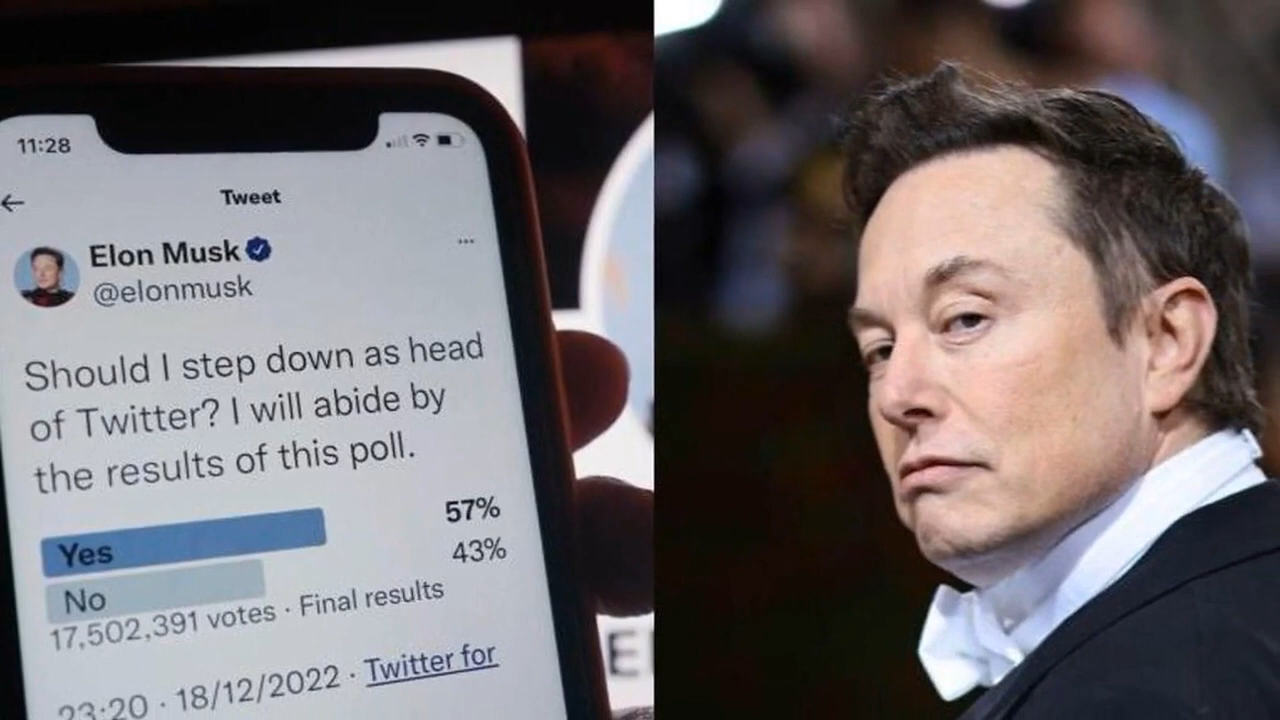 11:28
Tweet
Elon Musk
@elonmusk
Should I step down as head
of Twitter? I will abide by
the results of this poll.
Yes 57%
No 43%
17,502,391 votes · Final results
23:20 · 18/12/2022 · Twitter for